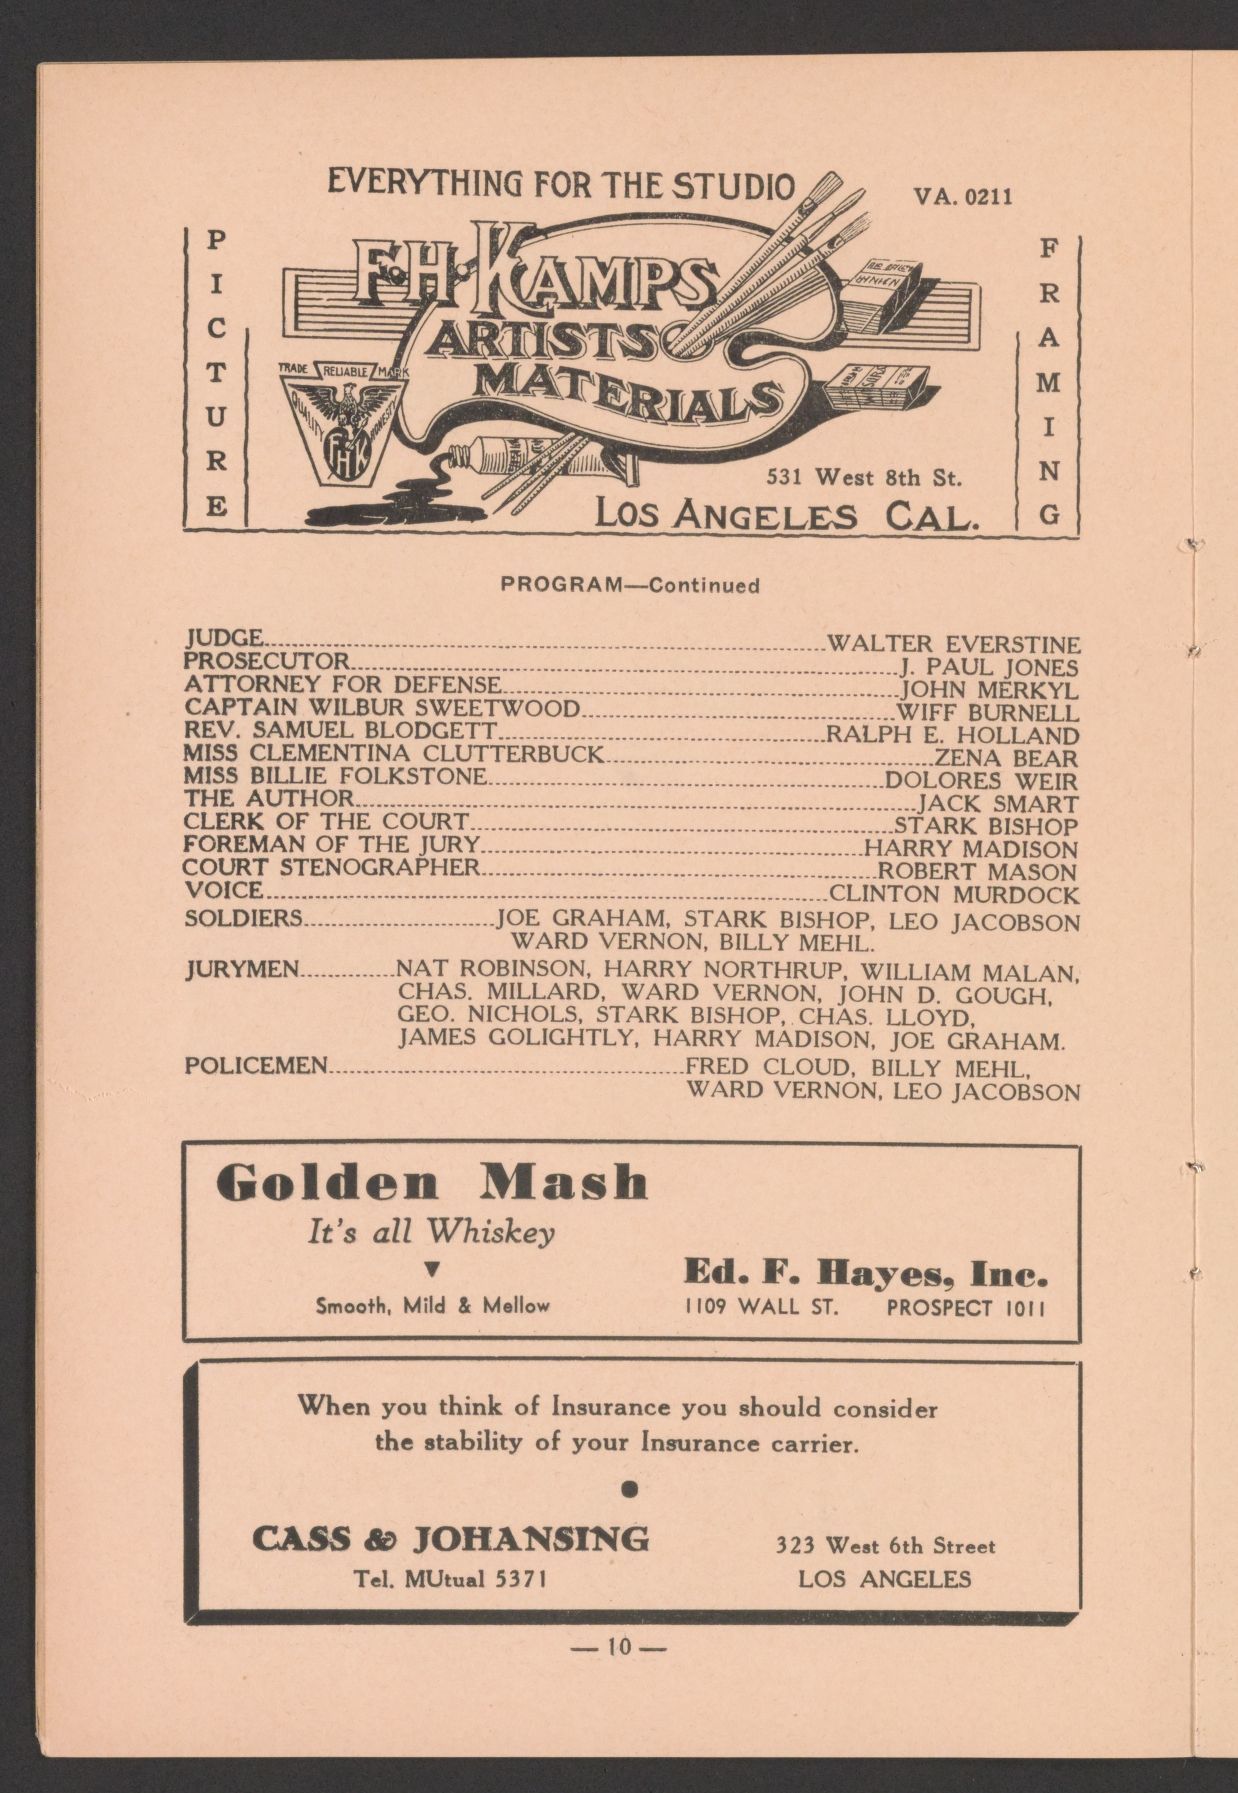 EVERYTHING FOR THE STUDIO
VA. 0211
PICTURE
F. H. KAMPS
ARTISTS
MATERIALS
FRAMING
TRADE RELIABLE MARK
QUALITY HONESTY
FHK
531 West 8th St.
LOS ANGELES CAL.
PROGRAM—Continued
JUDGE WALTER EVERSTINE
PROSECUTOR J. PAUL JONES
ATTORNEY FOR DEFENSE JOHN MERKYL
CAPTAIN WILBUR SWEETWOOD WIFF BURNELL
REV. SAMUEL BLODGETT RALPH E. HOLLAND
MISS CLEMENTINA CLUTTERBUCK ZENA BEAR
MISS BILLIE FOLKSTONE DOLORES WEIR
THE AUTHOR JACK SMART
CLERK OF THE COURT STARK BISHOP
FOREMAN OF THE JURY HARRY MADISON
COURT STENOGRAPHER ROBERT MASON
VOICE CLINTON MURDOCK
SOLDIERS JOE GRAHAM, STARK BISHOP, LEO JACOBSON
WARD VERNON, BILLY MEHL.
JURYMEN NAT ROBINSON, HARRY NORTHRUP, WILLIAM MALAN,
CHAS. MILLARD, WARD VERNON, JOHN D. GOUGH,
GEO. NICHOLS, STARK BISHOP, CHAS. LLOYD,
JAMES GOLIGHTLY, HARRY MADISON, JOE GRAHAM.
POLICEMEN FRED CLOUD, BILLY MEHL,
WARD VERNON, LEO JACOBSON
Golden Mash
It's all Whiskey
Smooth, Mild & Mellow
Ed. F. Hayes, Inc.
1109 WALL ST. PROSPECT 1011
When you think of Insurance you should consider
the stability of your Insurance carrier.
CASS & JOHANSING
Tel. MUtual 5371
323 West 6th Street
LOS ANGELES
— 10 —